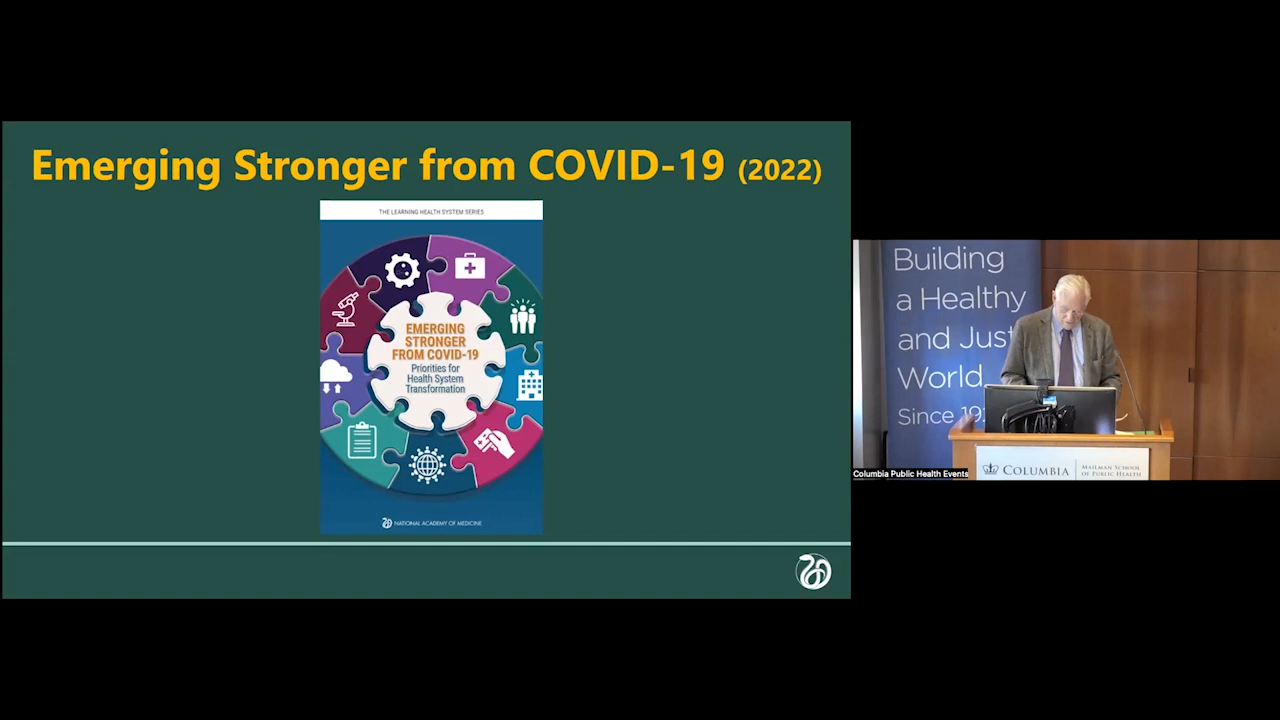 Emerging Stronger from COVID-19 (2022)
THE LEARNING HEALTH SYSTEM SERIES
EMERGING
STRONGER
FROM COVID-19
Priorities for
Health System
Transformation
NATIONAL ACADEMY OF MEDICINE
Building
a Healthy
and Just
World
Since 19
Columbia Public Health Events
COLUMBIA
MAILMAN SCHOOL
OF PUBLIC HEALTH